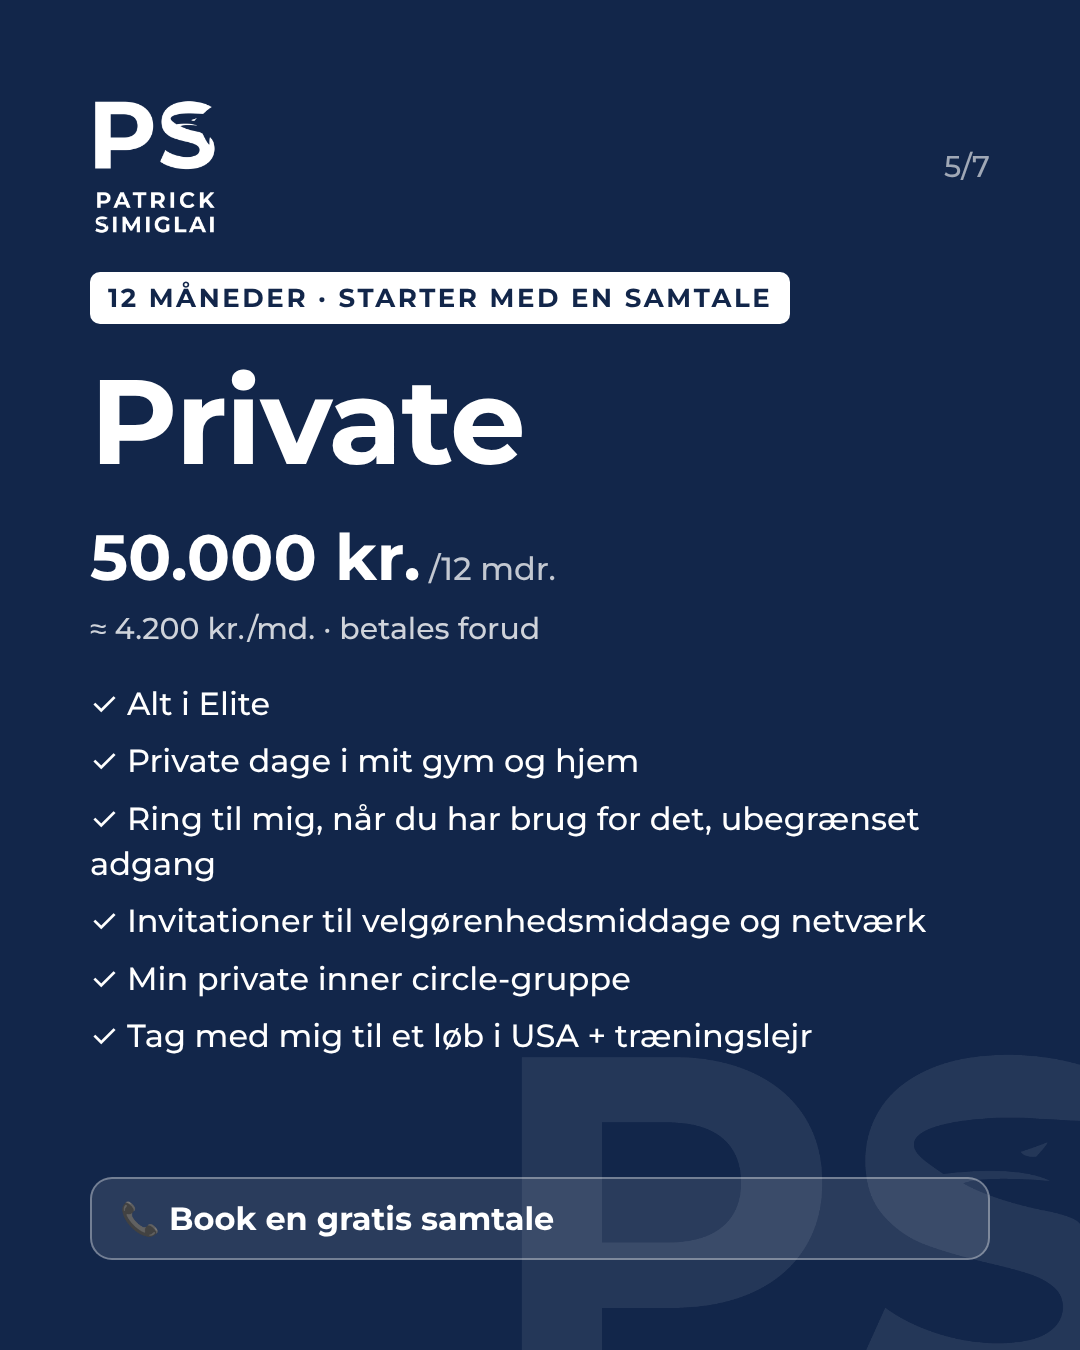 PS
PATRICK
SIMIGLAI
5/7
12 MÅNEDER · STARTER MED EN SAMTALE
Private
50.000 kr. /12 mdr.
≈ 4.200 kr./md. · betales forud
✓ Alt i Elite
✓ Private dage i mit gym og hjem
✓ Ring til mig, når du har brug for det, ubegrænset
adgang
✓ Invitationer til velgørenhedsmiddage og netværk
✓ Min private inner circle-gruppe
✓ Tag med mig til et løb i USA + træningslejr
📞 Book en gratis samtale
PS